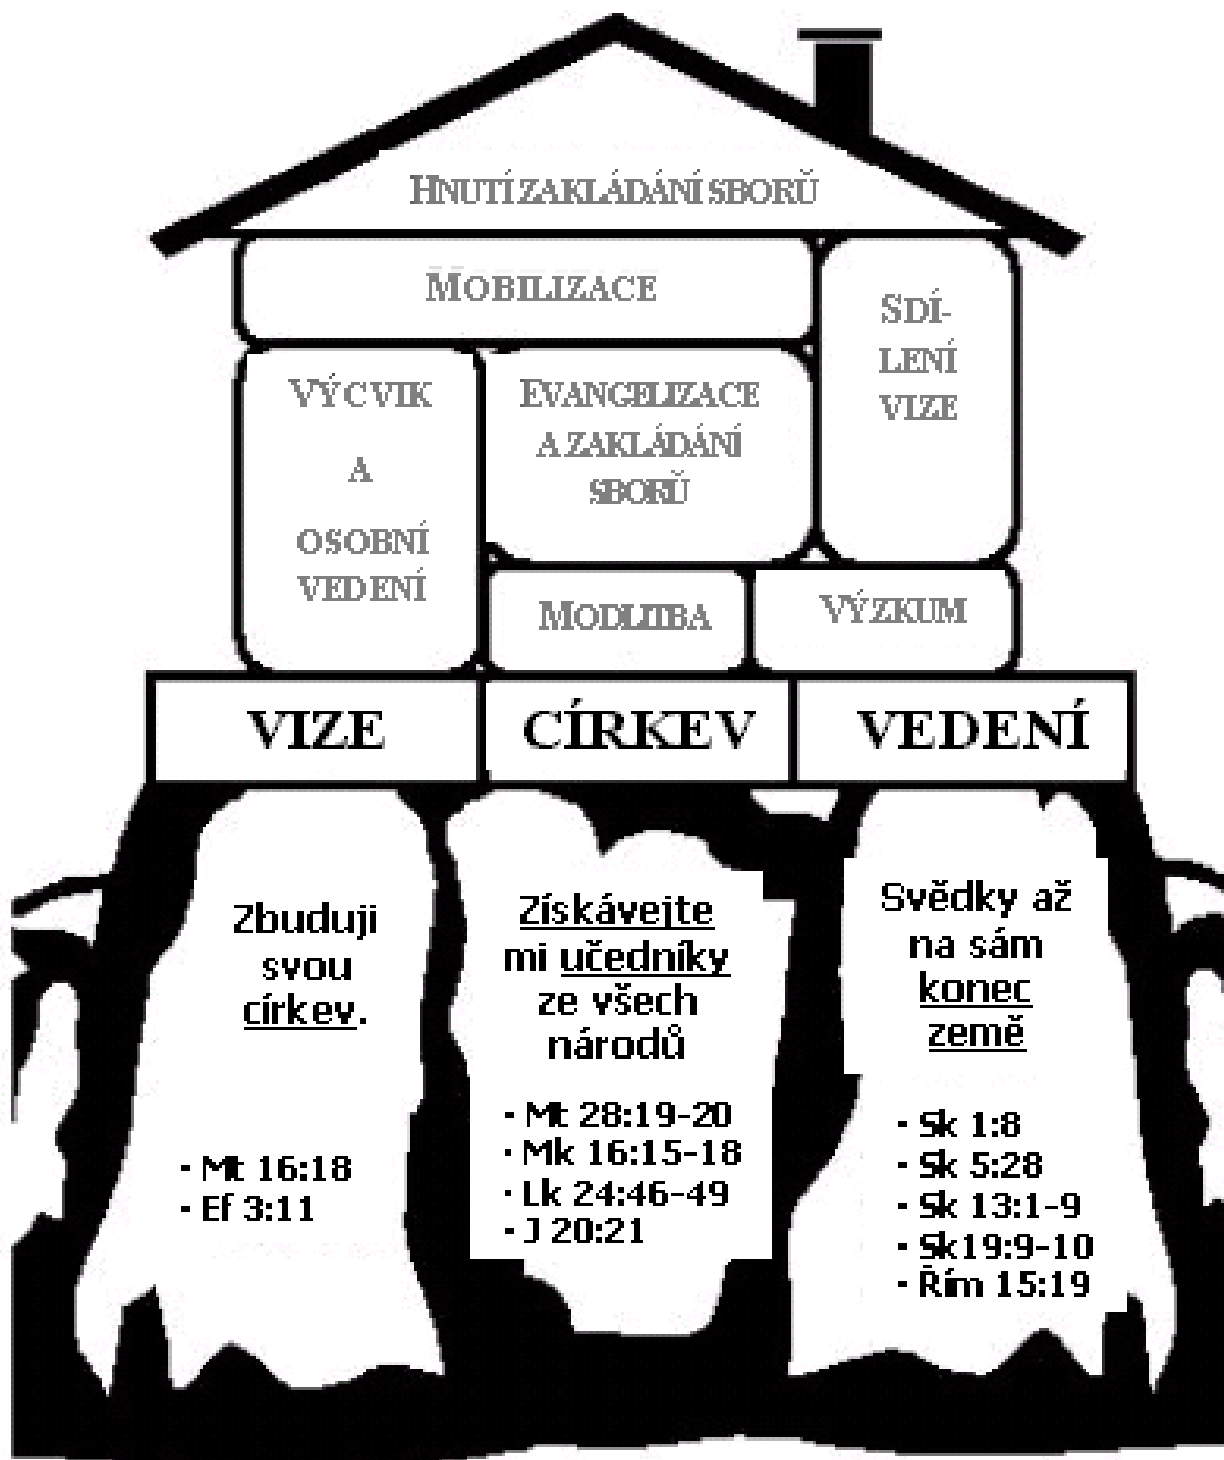 HNUTÍ ZAKLÁDÁNÍ SBORŮ
MOBILIZACE
SDÍ-
LENÍ
VIZE
VÝCVIK
A
OSOBNÍ
VEDENÍ
EVANGELIZACE
A ZAKLÁDÁNÍ
SBORŮ
MODLITBA
VÝZKUM
VIZE
CÍRKEV
VEDENÍ
Zbuduji
svou
církev.
· Mt 16:18
· Ef 3:11
Získávejte
mi učedníky
ze všech
národů
· Mt 28:19-20
· Mk 16:15-18
· Lk 24:46-49
· J 20:21
Svědky až
na sám
konec
země
· Sk 1:8
· Sk 5:28
· Sk 13:1-9
· Sk19:9-10
· Řím 15:19